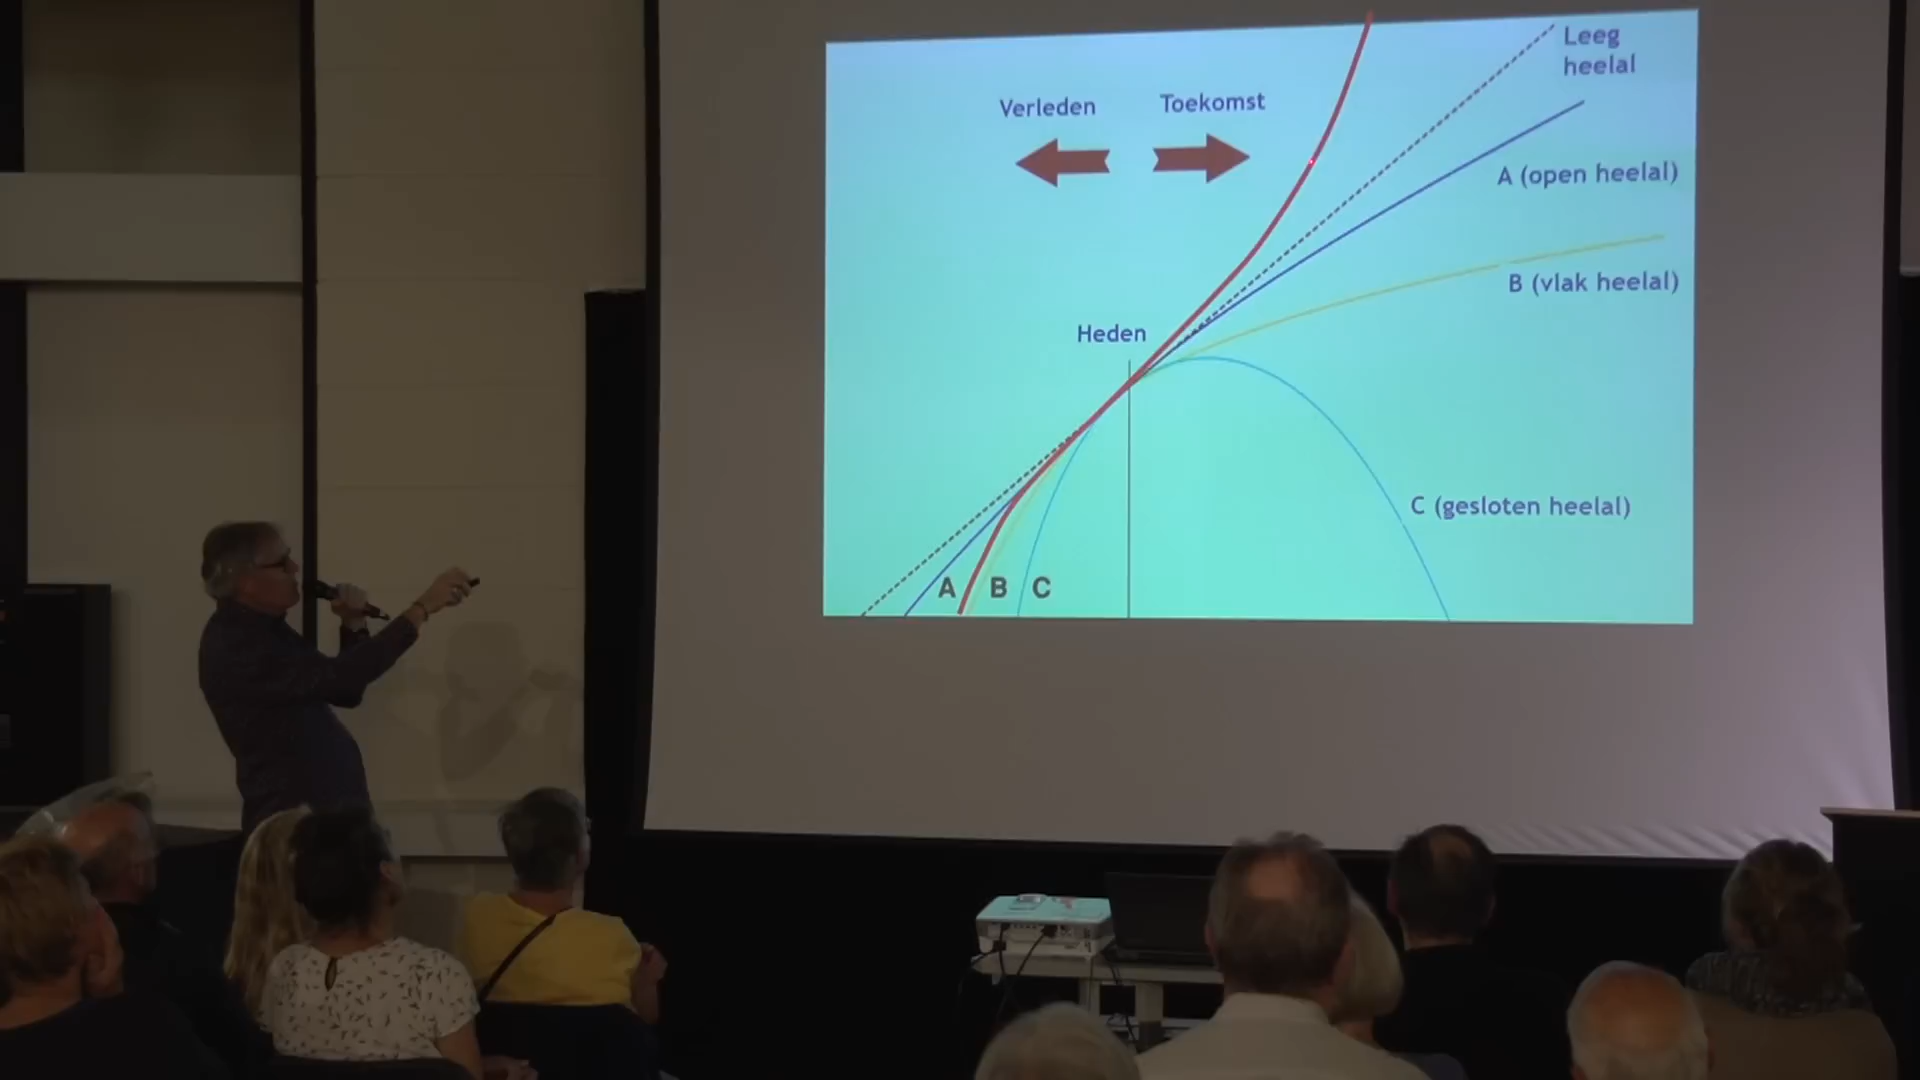 Leeg
heelal
Verleden
Toekomst
A (open heelal)
B (vlak heelal)
Heden
C (gesloten heelal)
A
B
C